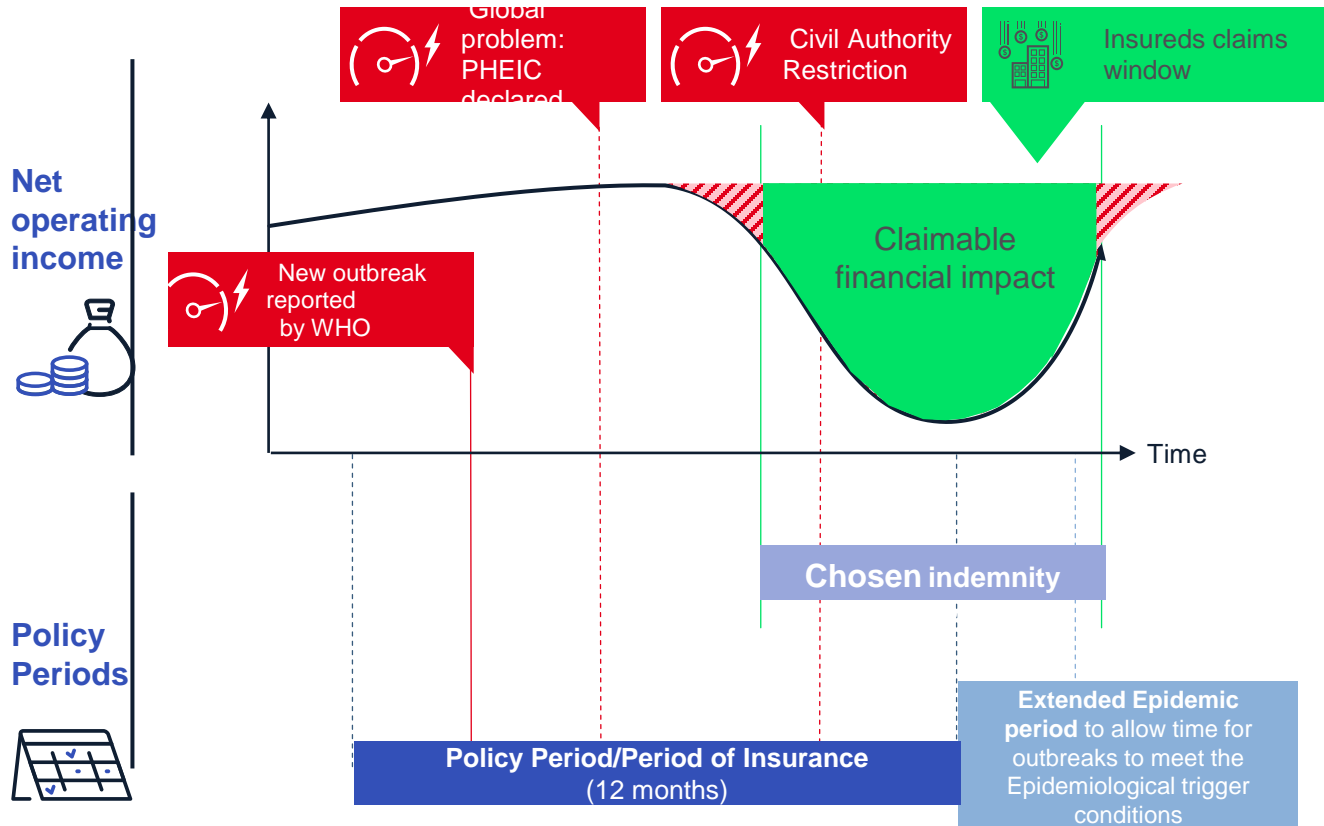 Global
problem:
PHEIC
declared
Civil Authority
Restriction
Insureds claims
window
Net
operating
income
New outbreak
reported
by WHO
Claimable
financial impact
Time
Chosen indemnity
Policy
Periods
Policy Period/Period of Insurance
(12 months)
Extended Epidemic
period to allow time for
outbreaks to meet the
Epidemiological trigger
conditions